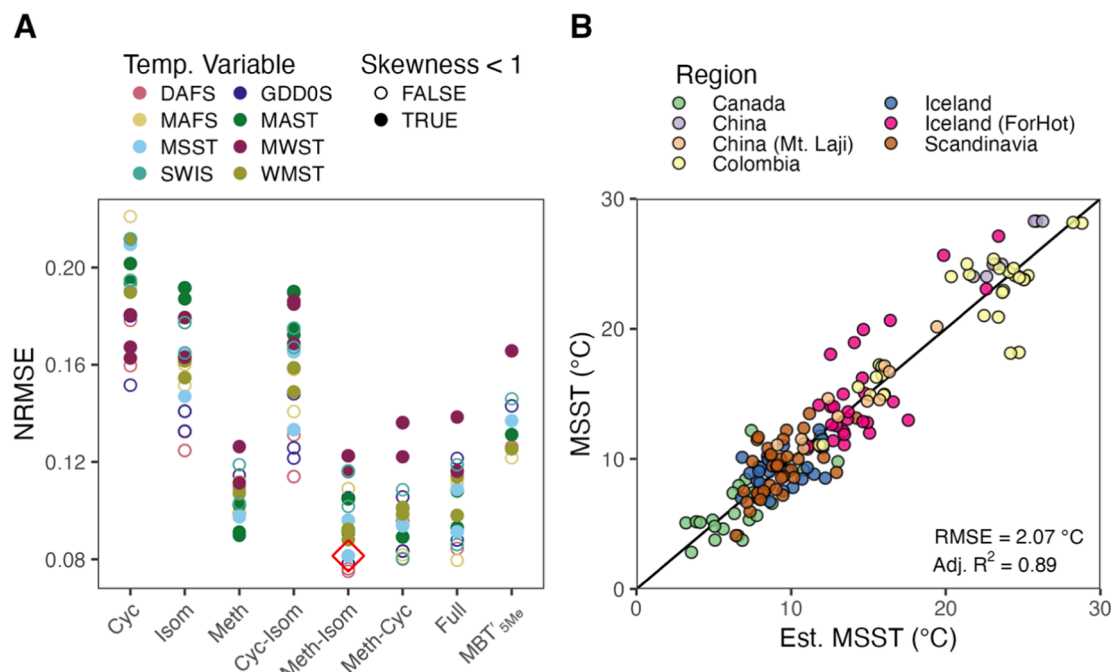 A
Temp. Variable
DAFS
MAFS
MSST
SWIS
GDD0S
MAST
MWST
WMST
Skewness < 1
FALSE
TRUE
NRMSE
0.20
0.16
0.12
0.08
Cyc
Isom
Meth
Cyc-Isom
Meth-Isom
Meth-Cyc
Full
MBT′5Me
B
Region
Canada
China
China (Mt. Laji)
Colombia
Iceland
Iceland (ForHot)
Scandinavia
MSST (°C)
30
20
10
0
RMSE = 2.07 °C
Adj. R² = 0.89
0
10
20
30
Est. MSST (°C)